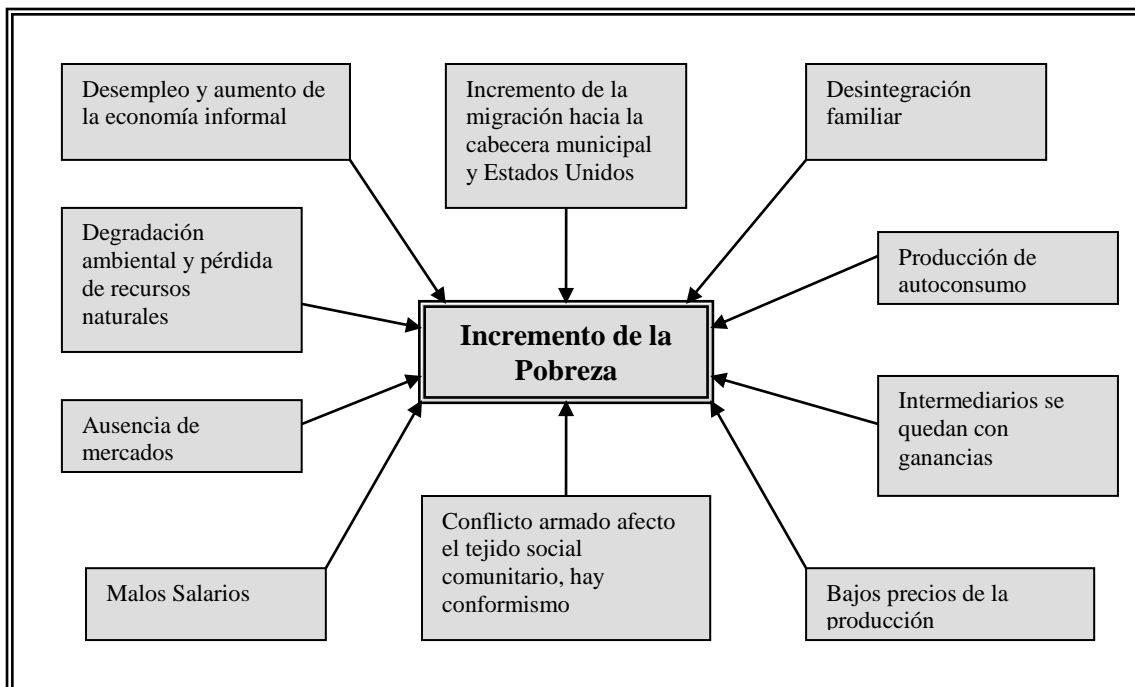 Desempleo y aumento de
la economía informal
Incremento de la
migración hacia la
cabecera municipal
y Estados Unidos
Desintegración
familiar
Degradación
ambiental y pérdida
de recursos
naturales
Producción de
autoconsumo
Incremento de la
Pobreza
Ausencia de
mercados
Intermediarios se
quedan con
ganancias
Malos Salarios
Conflicto armado afecto
el tejido social
comunitario, hay
conformismo
Bajos precios de la
producción